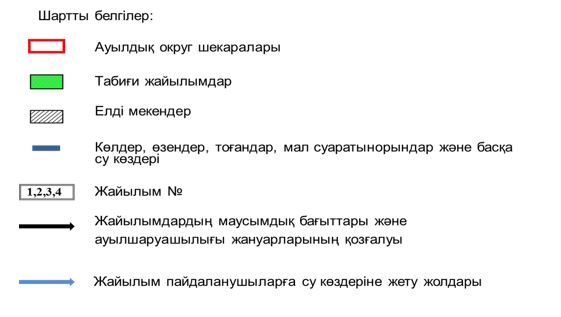 Шартты белгілер:
Ауылдық округ шекаралары
Табиғи жайылымдар
Елді мекендер
Көлдер, өзендер, тоғандар, мал суаратынорындар және басқа
су көздері
1,2,3,4 Жайылым №
Жайылымдардың маусымдық бағыттары және
ауылшаруашылығы жануарларының қозғалуы
Жайылым пайдаланушыларға су көздеріне жету жолдары